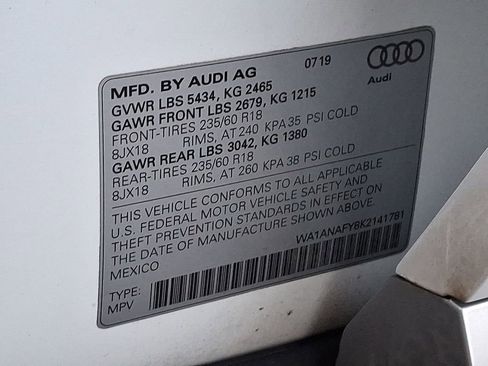 MFD. BY AUDI AG 07/19
Audi
GVWR LBS 5434, KG 2465
GAWR FRONT LBS 2679, KG 1215
FRONT-TIRES 235/60 R18
8JX18 RIMS, AT 240 KPA 35 PSI COLD
GAWR REAR LBS 3042, KG 1380
REAR-TIRES 235/60 R18
8JX18 RIMS, AT 260 KPA 38 PSI COLD
THIS VEHICLE CONFORMS TO ALL APPLICABLE
U.S. FEDERAL MOTOR VEHICLE SAFETY AND
THEFT PREVENTION STANDARDS IN EFFECT ON
THE DATE OF MANUFACTURE SHOWN ABOVE.
MEXICO
WA1ANAFY8K2141781
TYPE:
MPV